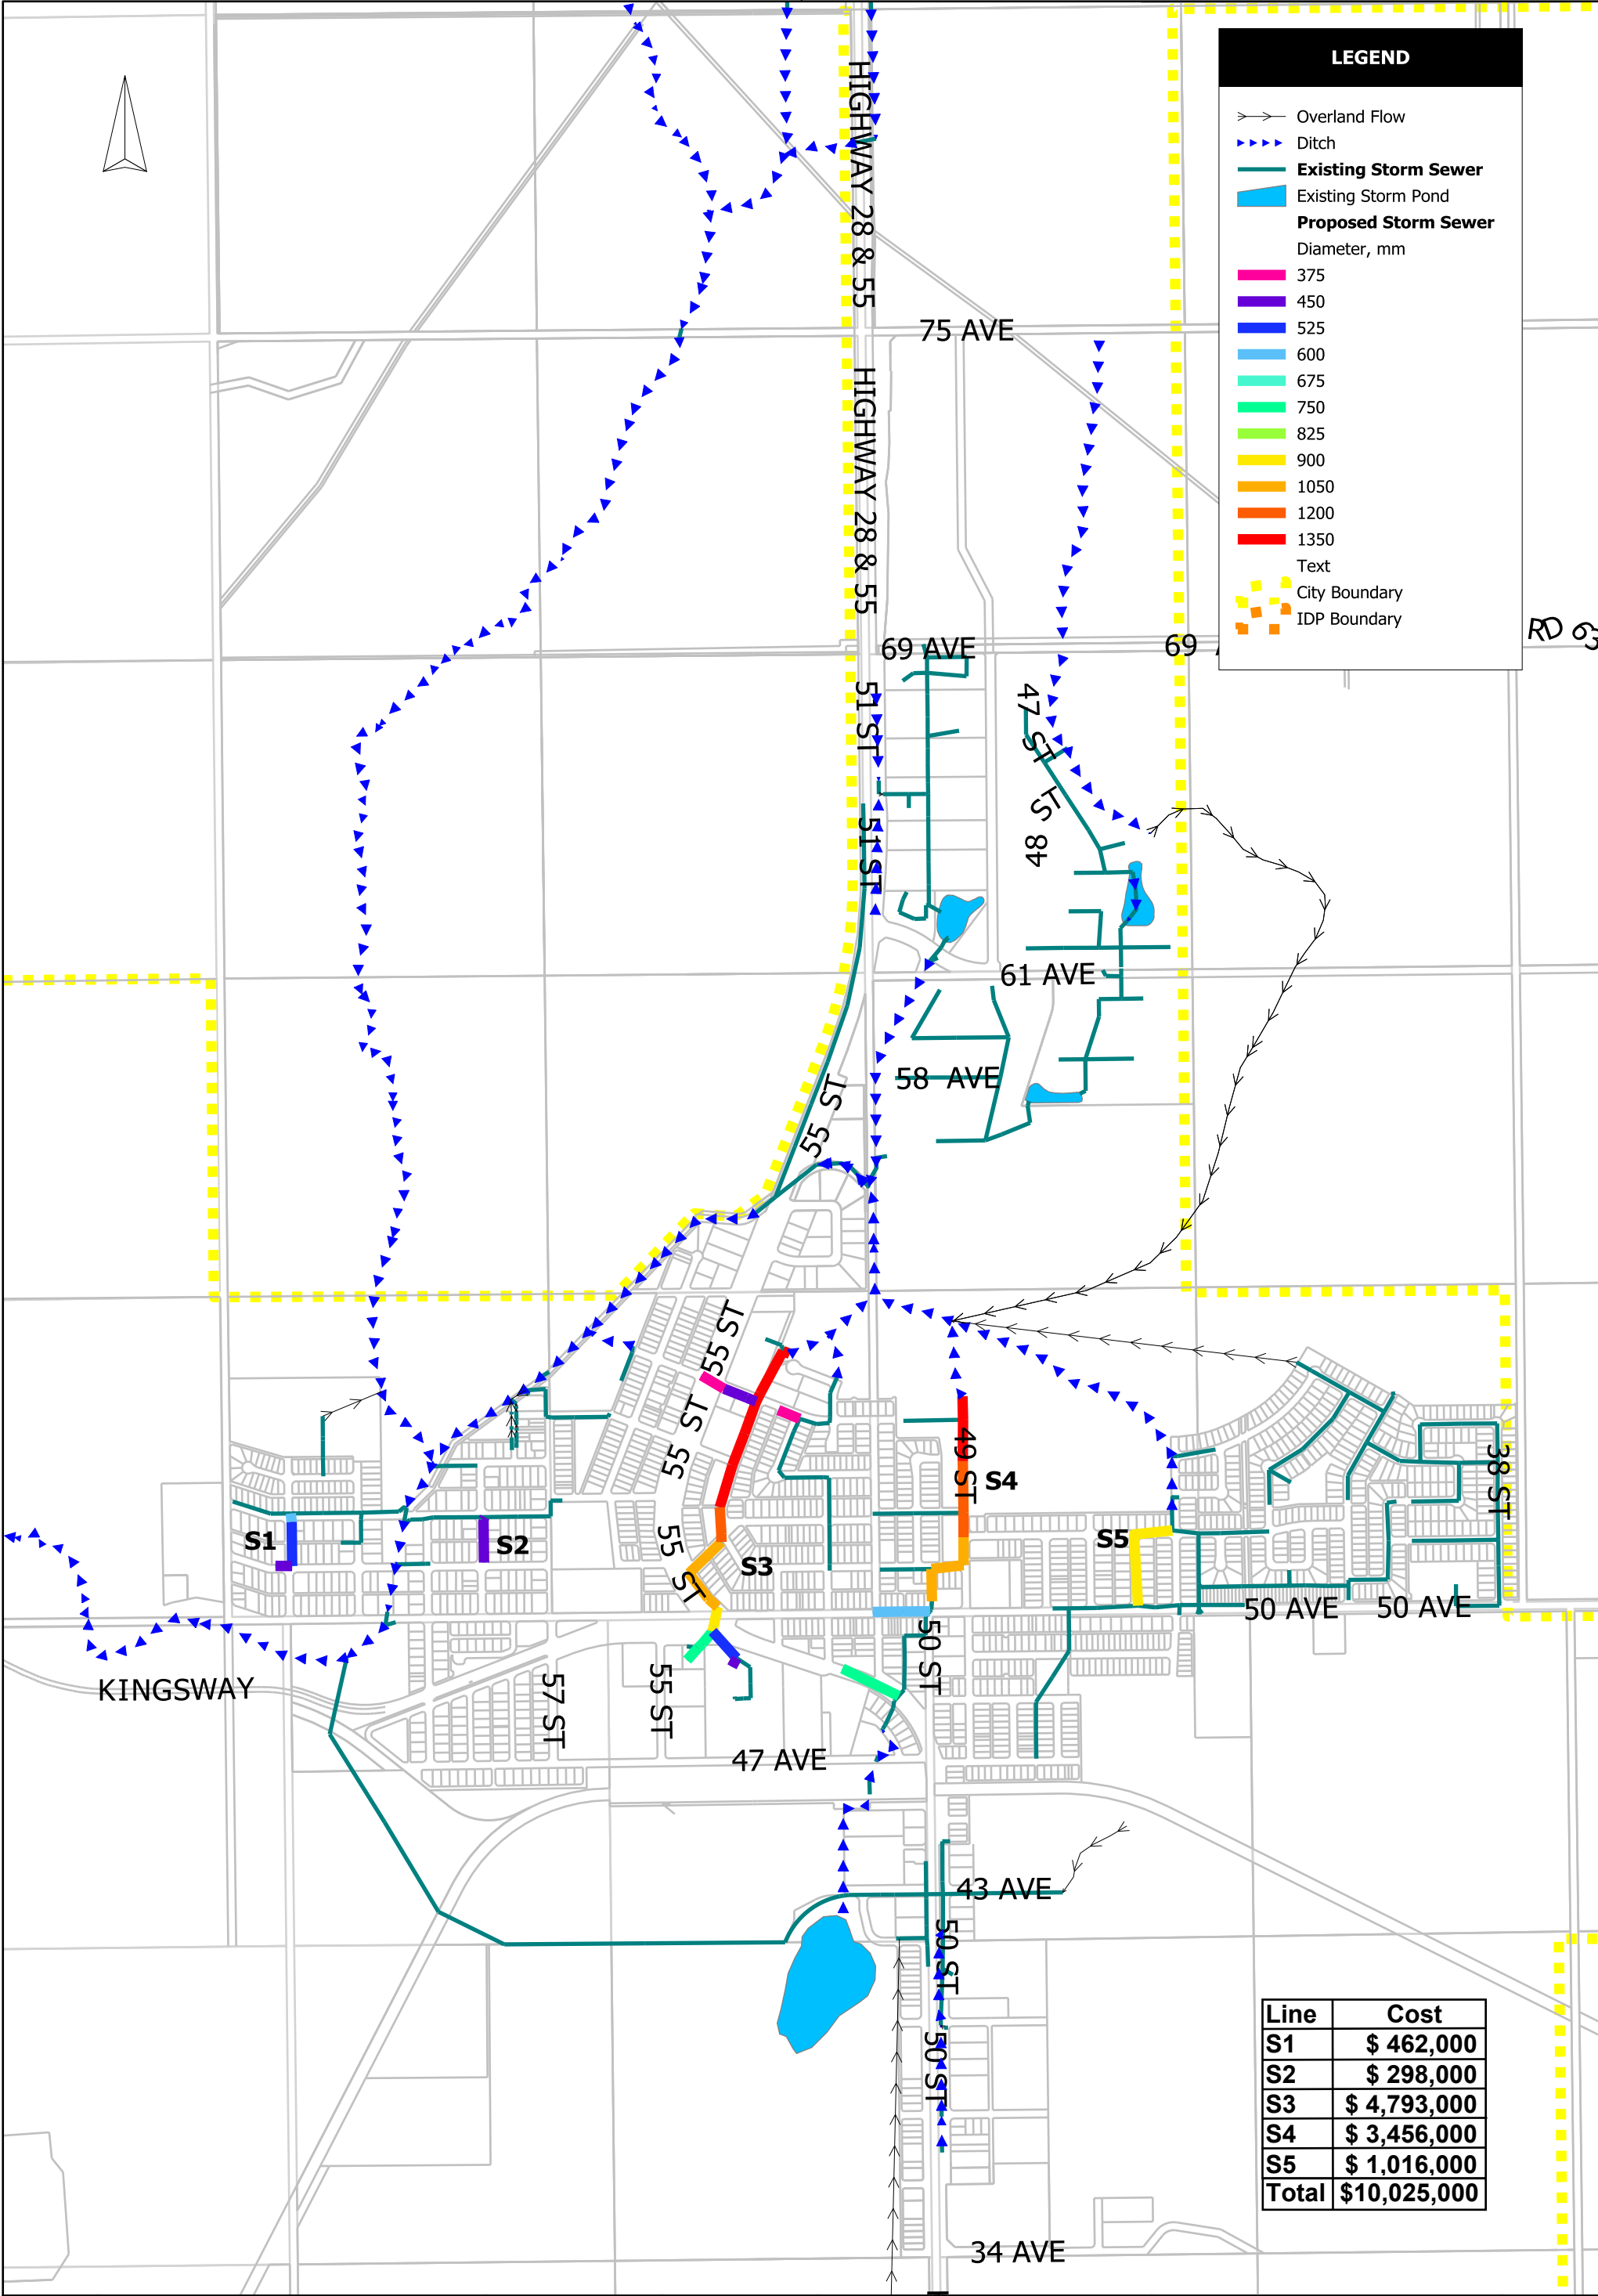 LEGEND
Overland Flow
Ditch
Existing Storm Sewer
Existing Storm Pond
Proposed Storm Sewer
Diameter, mm
375
450
525
600
675
750
825
900
1050
1200
1350
Text
City Boundary
IDP Boundary
HIGHWAY 28 & 55
75 AVE
HIGHWAY 28 & 55
69 AVE
69
RD 63
51 ST
47 ST
51 ST
48 ST
61 AVE
58 AVE
55 ST
55 ST
55 ST
49 ST
S4
38 ST
S1
S2
55 ST
S3
S5
50 AVE
50 AVE
KINGSWAY
57 ST
55 ST
50 ST
47 AVE
43 AVE
50 ST
50 ST
34 AVE
Line Cost
S1 $ 462,000
S2 $ 298,000
S3 $ 4,793,000
S4 $ 3,456,000
S5 $ 1,016,000
Total $10,025,000